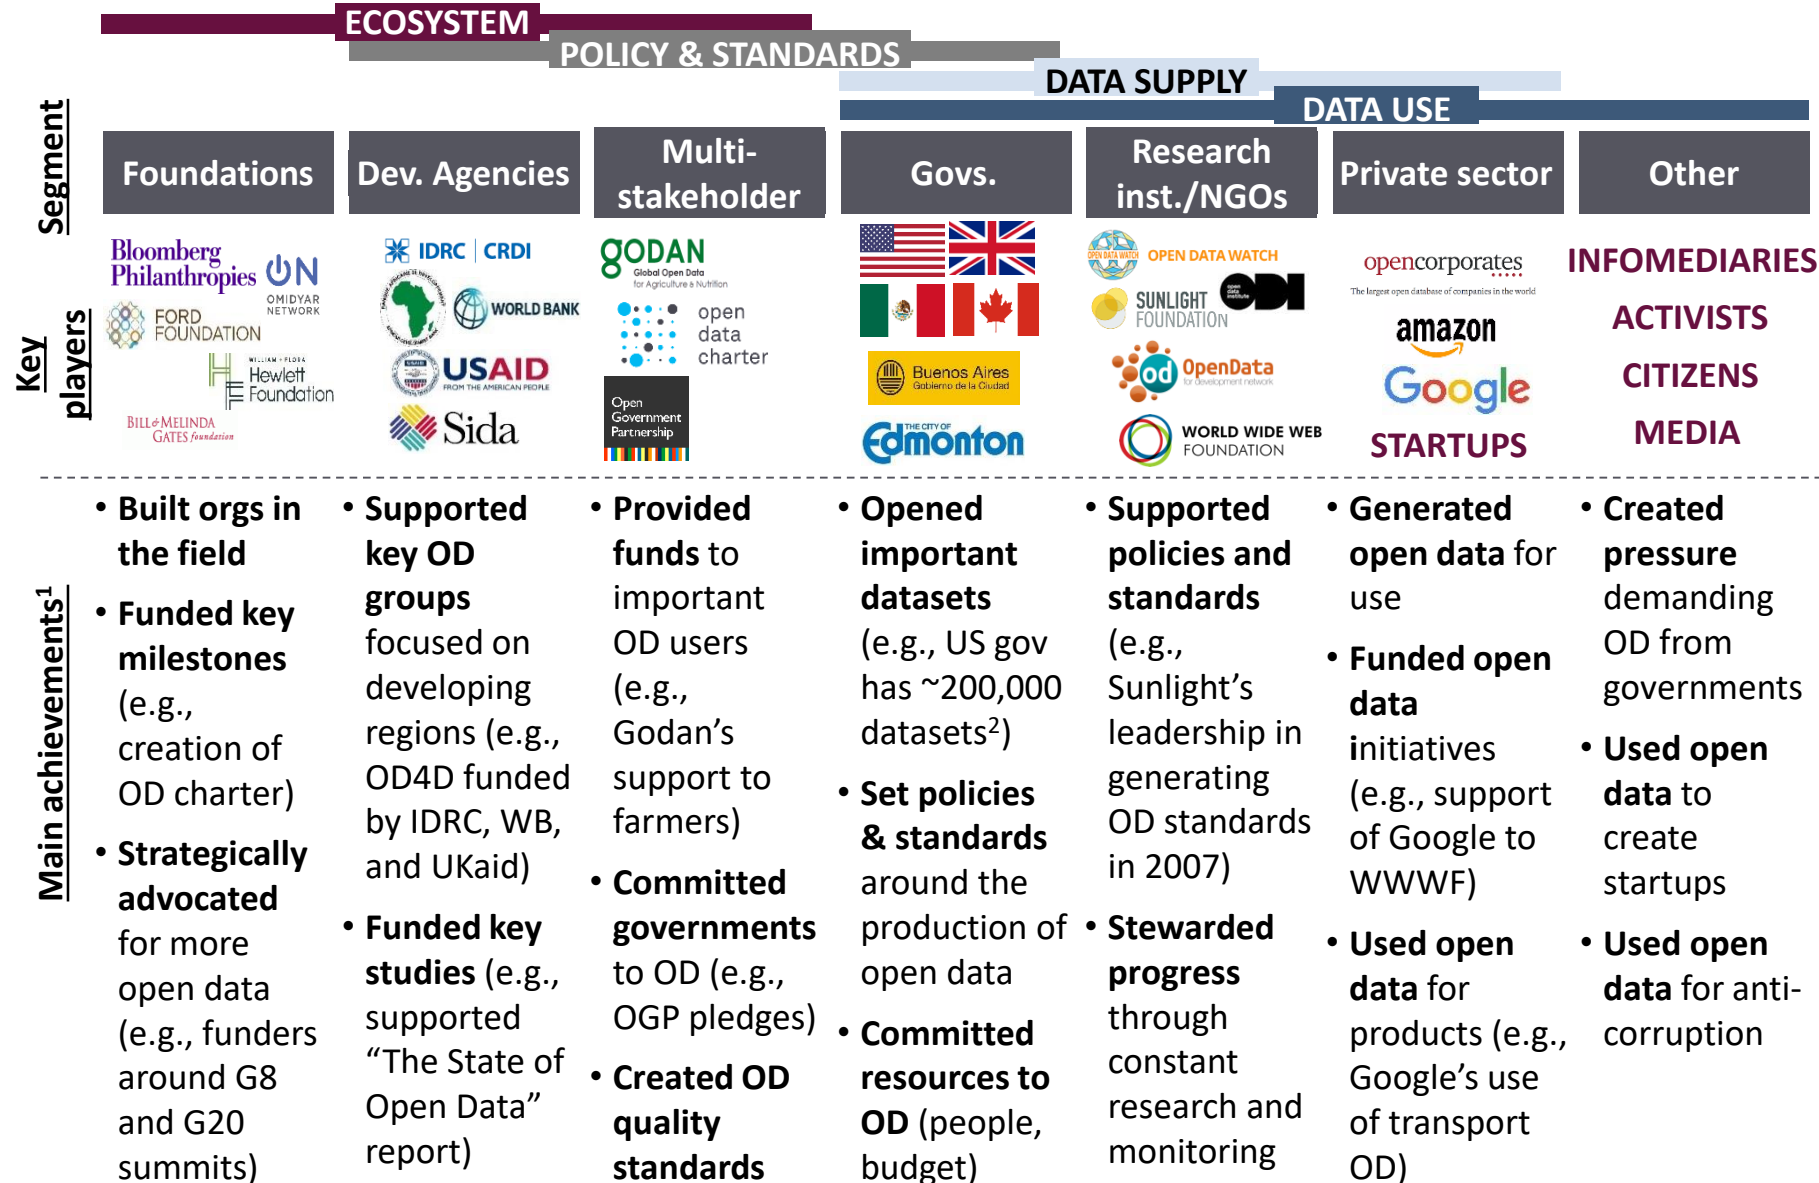 ECOSYSTEM
POLICY & STANDARDS
DATA SUPPLY
DATA USE
Segment
Foundations
Dev. Agencies
Multi-
stakeholder
Govs.
Research
inst./NGOs
Private sector
Other
Key
players
Bloomberg
Philanthropies
ON
OMIDYAR
NETWORK
FORD
FOUNDATION
WILLIAM + FLORA
Hewlett
Foundation
BILL & MELINDA
GATES foundation
IDRC | CRDI
WORLD BANK
USAID
FROM THE AMERICAN PEOPLE
Sida
GODAN
Global Open Data
for Agriculture & Nutrition
open
data
charter
Open
Government
Partnership
Buenos Aires
Gobierno de la Ciudad
THE CITY OF
Edmonton
OPEN DATA WATCH
OPEN DATA WATCH
SUNLIGHT
FOUNDATION
open
data
institute
ODI
od
OpenData
for development network
WORLD WIDE WEB
FOUNDATION
opencorporates
The largest open database of companies in the world
amazon
Google
STARTUPS
INFOMEDIARIES
ACTIVISTS
CITIZENS
MEDIA
Main achievements¹
• Built orgs in
the field
• Funded key
milestones
(e.g.,
creation of
OD charter)
• Strategically
advocated
for more
open data
(e.g., funders
around G8
and G20
summits)
• Supported
key OD
groups
focused on
developing
regions (e.g.,
OD4D funded
by IDRC, WB,
and UKaid)
• Funded key
studies (e.g.,
supported
“The State of
Open Data”
report)
• Provided
funds to
important
OD users
(e.g.,
Godan’s
support to
farmers)
• Committed
governments
to OD (e.g.,
OGP pledges)
• Created OD
quality
standards
• Opened
important
datasets
(e.g., US gov
has ~200,000
datasets²)
• Set policies
& standards
around the
production of
open data
• Committed
resources to
OD (people,
budget)
• Supported
policies and
standards
(e.g.,
Sunlight’s
leadership in
generating
OD standards
in 2007)
• Stewarded
progress
through
constant
research and
monitoring
• Generated
open data for
use
• Funded open
data
initiatives
(e.g., support
of Google to
WWWF)
• Used open
data for
products (e.g.,
Google’s use
of transport
OD)
• Created
pressure
demanding
OD from
governments
• Used open
data to
create
startups
• Used open
data for anti-
corruption